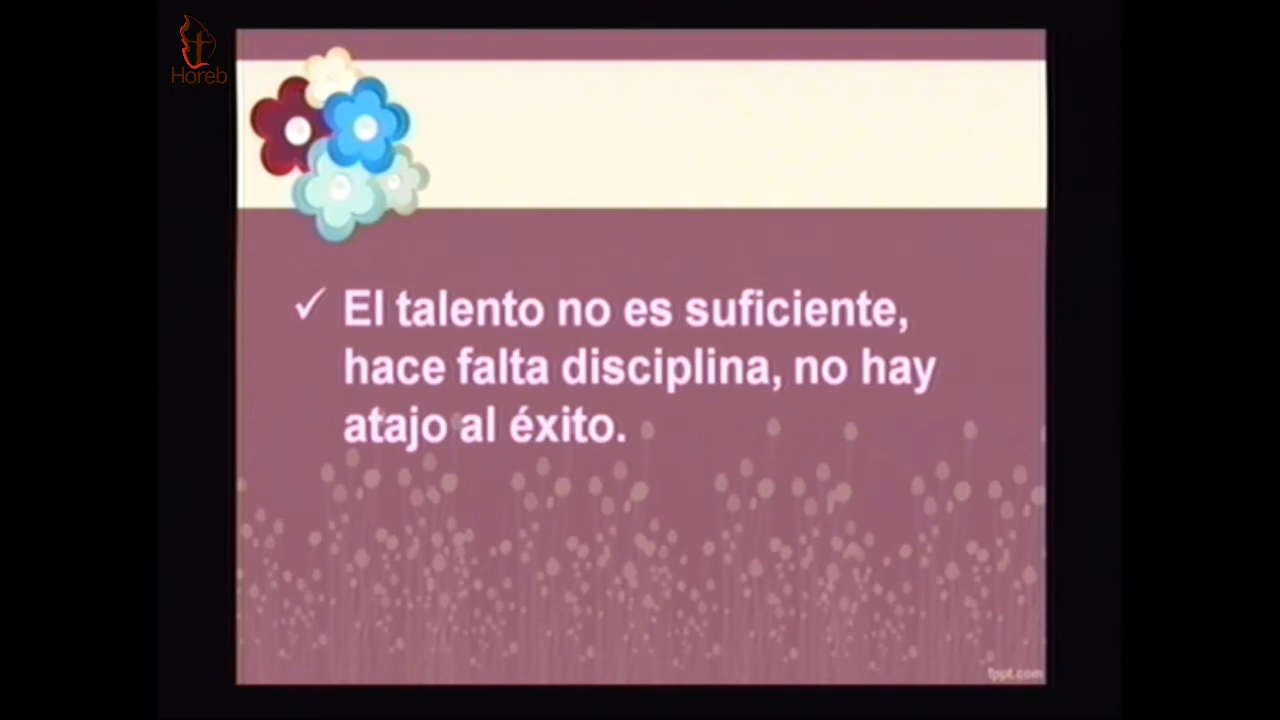 Horeb
✓ El talento no es suficiente,
hace falta disciplina, no hay
atajo al éxito.
fppt.com